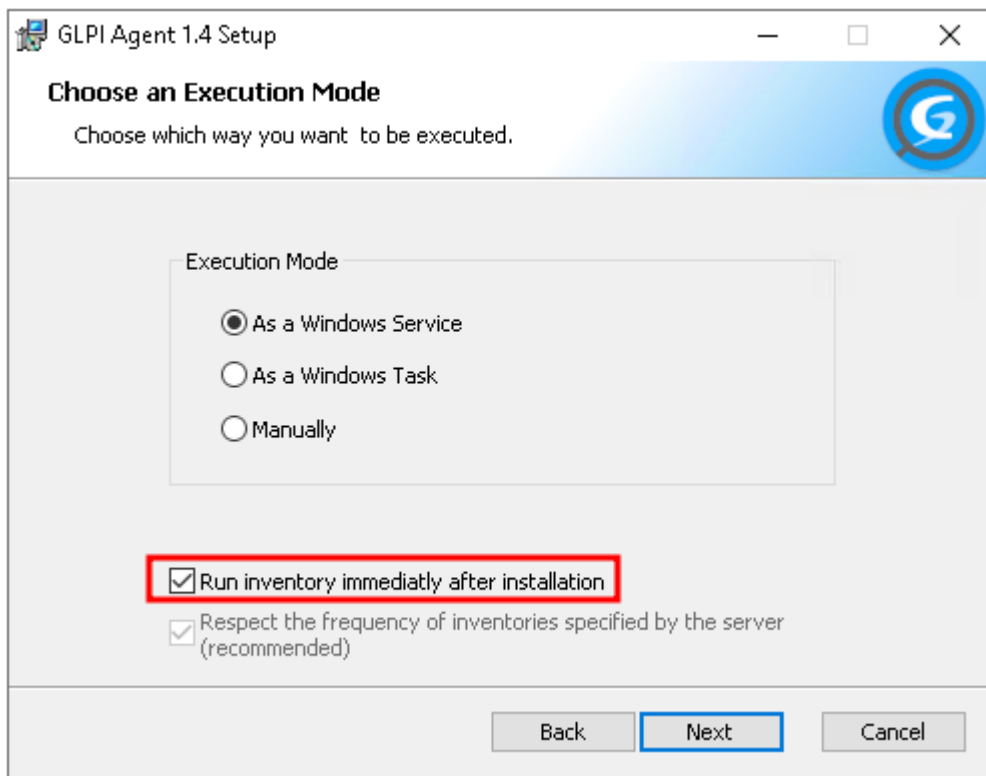 GLPI Agent 1.4 Setup
Choose an Execution Mode
Choose which way you want to be executed.
Execution Mode
As a Windows Service
As a Windows Task
Manually
Run inventory immediatly after installation
Respect the frequency of inventories specified by the server
(recommended)
Back
Next
Cancel